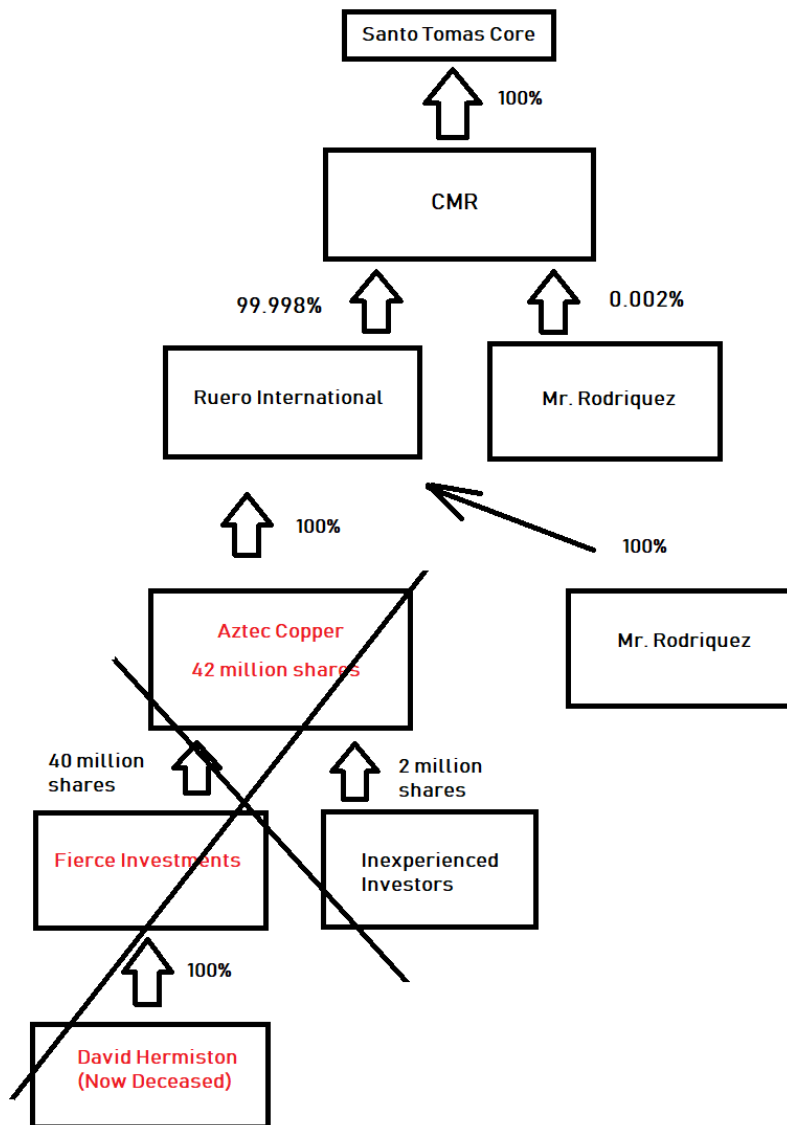 Santo Tomas Core
100%
CMR
99.998%
0.002%
Ruero International
Mr. Rodriquez
100%
100%
Aztec Copper
42 million shares
Mr. Rodriquez
40 million
shares
2 million
shares
Fierce Investments
Inexperienced
Investors
100%
David Hermiston
(Now Deceased)